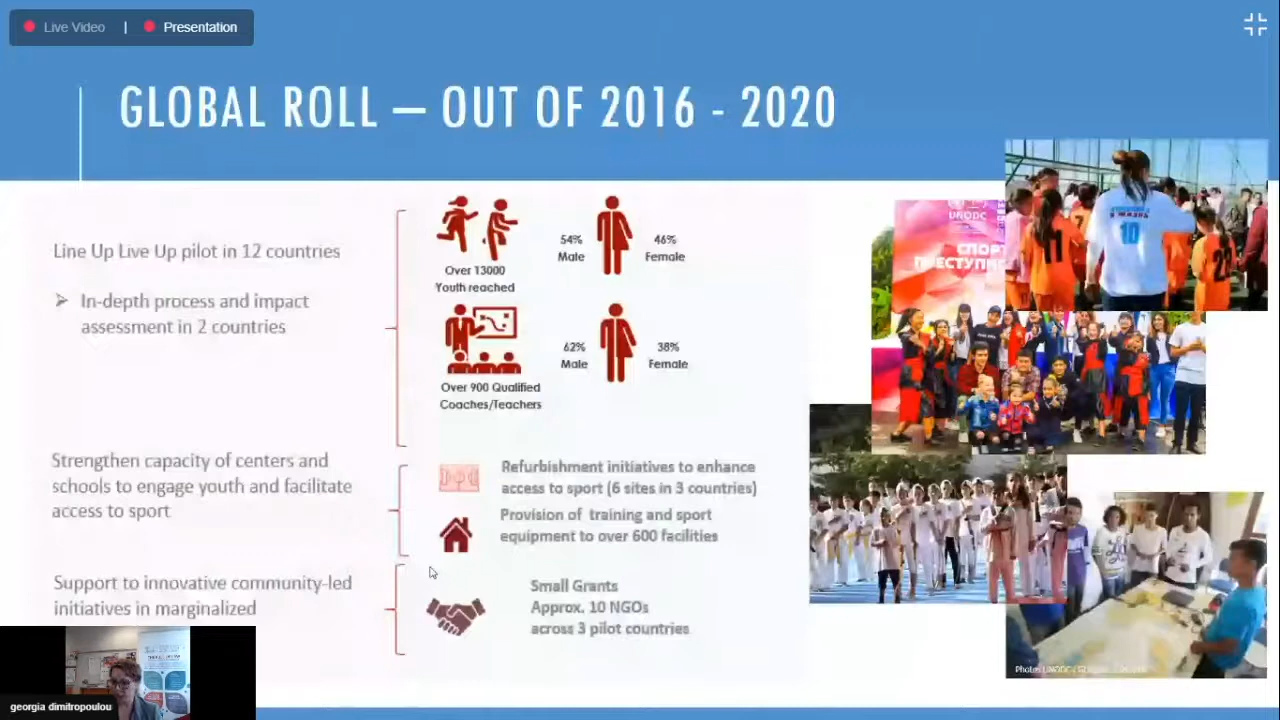 Live Video | Presentation
GLOBAL ROLL – OUT OF 2016 - 2020
Line Up Live Up pilot in 12 countries
In-depth process and impact
assessment in 2 countries
Over 13000
Youth reached
54%
Male
46%
Female
Over 900 Qualified
Coaches/Teachers
62%
Male
38%
Female
Strengthen capacity of centers and
schools to engage youth and facilitate
access to sport
Refurbishment initiatives to enhance
access to sport (6 sites in 3 countries)
Provision of training and sport
equipment to over 600 facilities
Support to innovative community-led
initiatives in marginalized
Small Grants
Approx. 10 NGOs
across 3 pilot countries
UNODC
10
11
georgia dimitropoulou